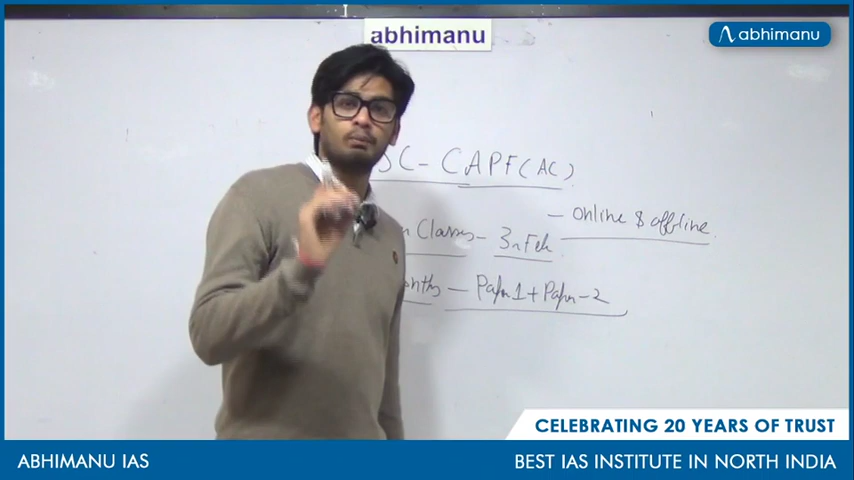 abhimanu
abhimanu
SC - CAPF (AC)
- Online & offline
n Classes - 3rd Feb
onths - Paper 1 + Paper - 2
CELEBRATING 20 YEARS OF TRUST
ABHIMANU IAS
BEST IAS INSTITUTE IN NORTH INDIA